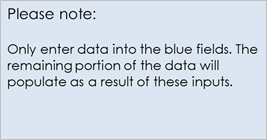 Please note:
Only enter data into the blue fields. The
remaining portion of the data will
populate as a result of these inputs.